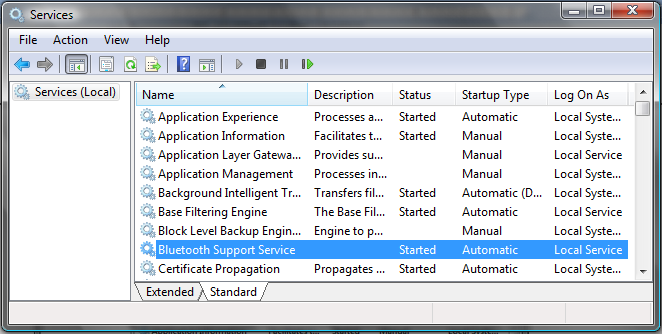 Services
File Action View Help
Services (Local)
Name Description Status Startup Type Log On As
Application Experience Processes a... Started Automatic Local Syste...
Application Information Facilitates t... Started Manual Local Syste...
Application Layer Gatewa... Provides su... Manual Local Service
Application Management Processes in... Manual Local Syste...
Background Intelligent Tr... Transfers fil... Started Automatic (D... Local Syste...
Base Filtering Engine The Base Fil... Started Automatic Local Service
Block Level Backup Engin... Engine to p... Manual Local Syste...
Bluetooth Support Service Started Automatic Local Service
Certificate Propagation Propagates ... Started Automatic Local Syste...
Extended Standard